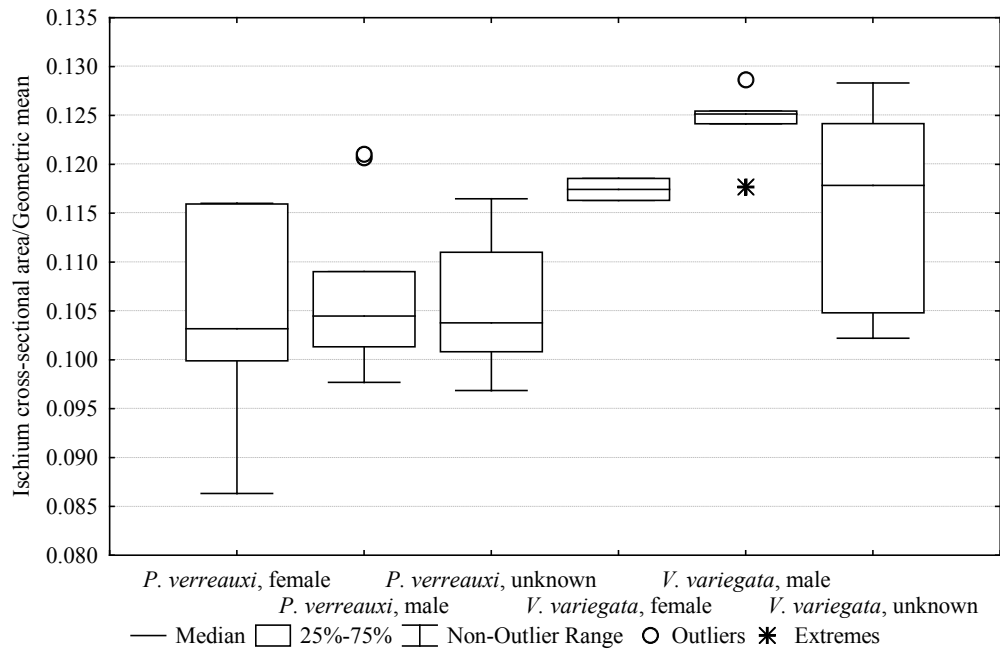 Ischium cross-sectional area/Geometric mean
0.135
0.130
0.125
0.120
0.115
0.110
0.105
0.100
0.095
0.090
0.085
0.080
P. verreauxi, female
P. verreauxi, male
P. verreauxi, unknown
V. variegata, female
V. variegata, male
V. variegata, unknown
Median 25%-75% Non-Outlier Range Outliers Extremes